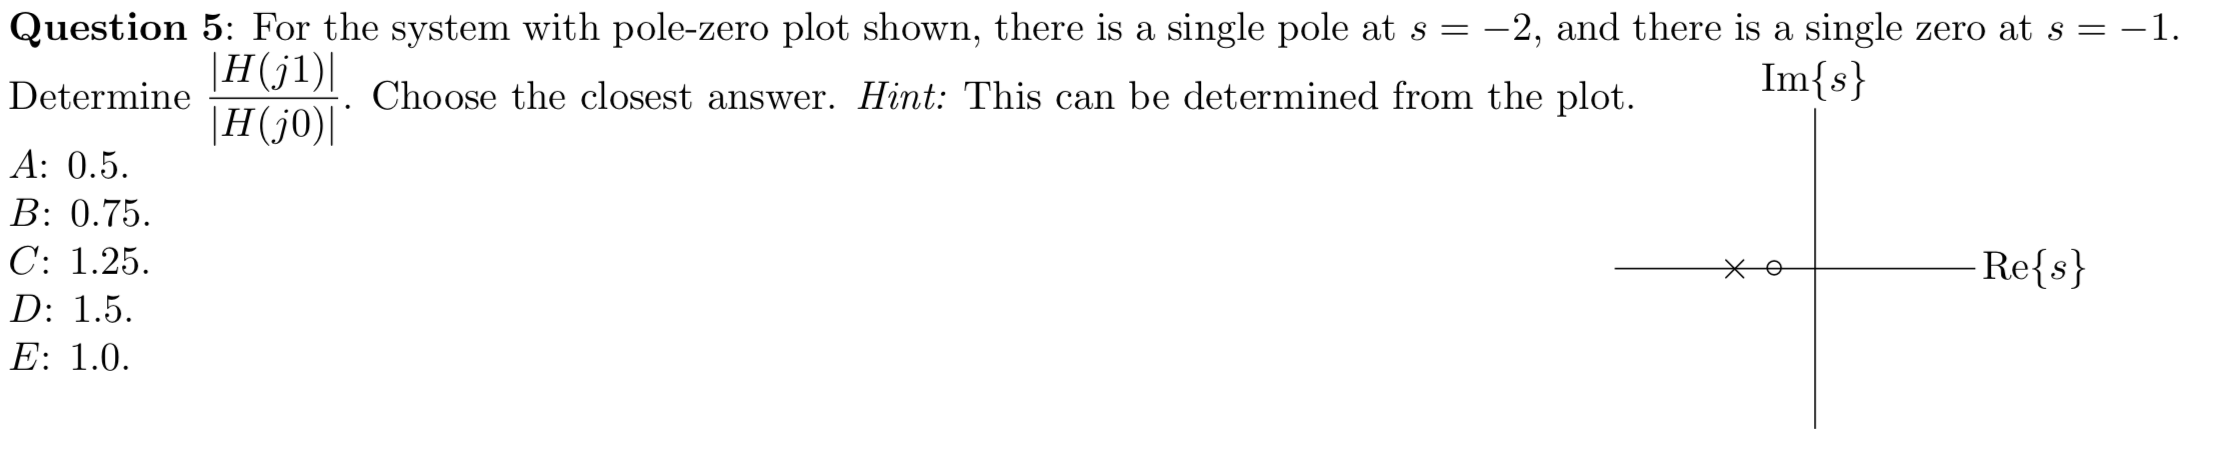 Question 5: For the system with pole-zero plot shown, there is a single pole at s = −2, and there is a single zero at s = −1.
Determine |H(j1)| / |H(j0)|. Choose the closest answer. Hint: This can be determined from the plot.
Im{s}
A: 0.5.
B: 0.75.
C: 1.25.
Re{s}
D: 1.5.
E: 1.0.